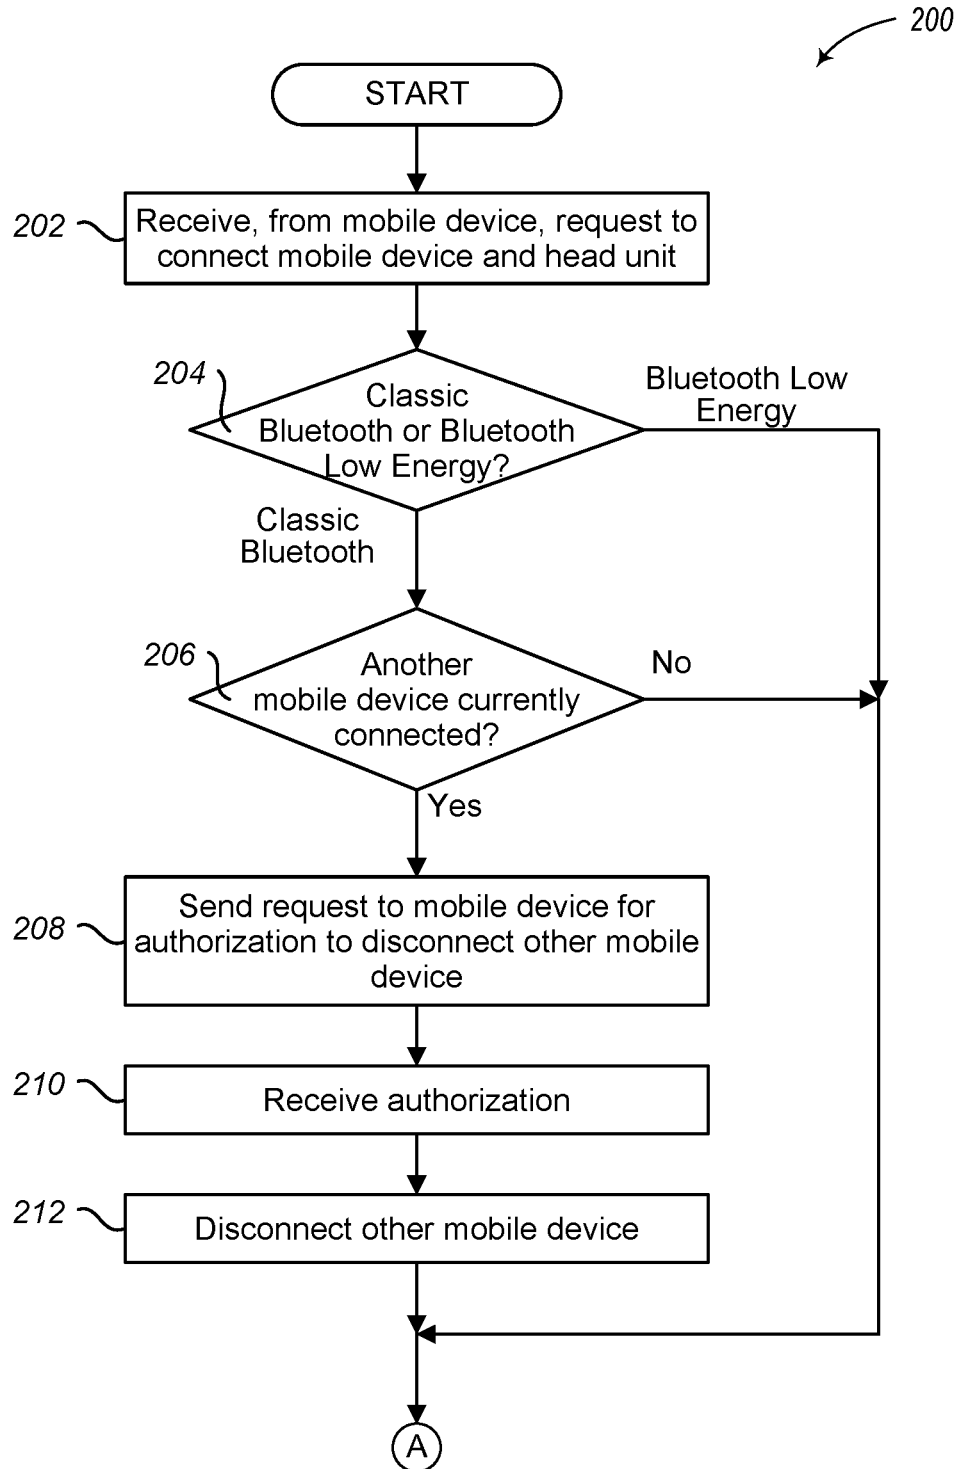 200
START
202
Receive, from mobile device, request to
connect mobile device and head unit
204
Classic
Bluetooth or Bluetooth
Low Energy?
Bluetooth Low
Energy
Classic
Bluetooth
206
Another
mobile device currently
connected?
No
Yes
208
Send request to mobile device for
authorization to disconnect other mobile
device
210
Receive authorization
212
Disconnect other mobile device
A